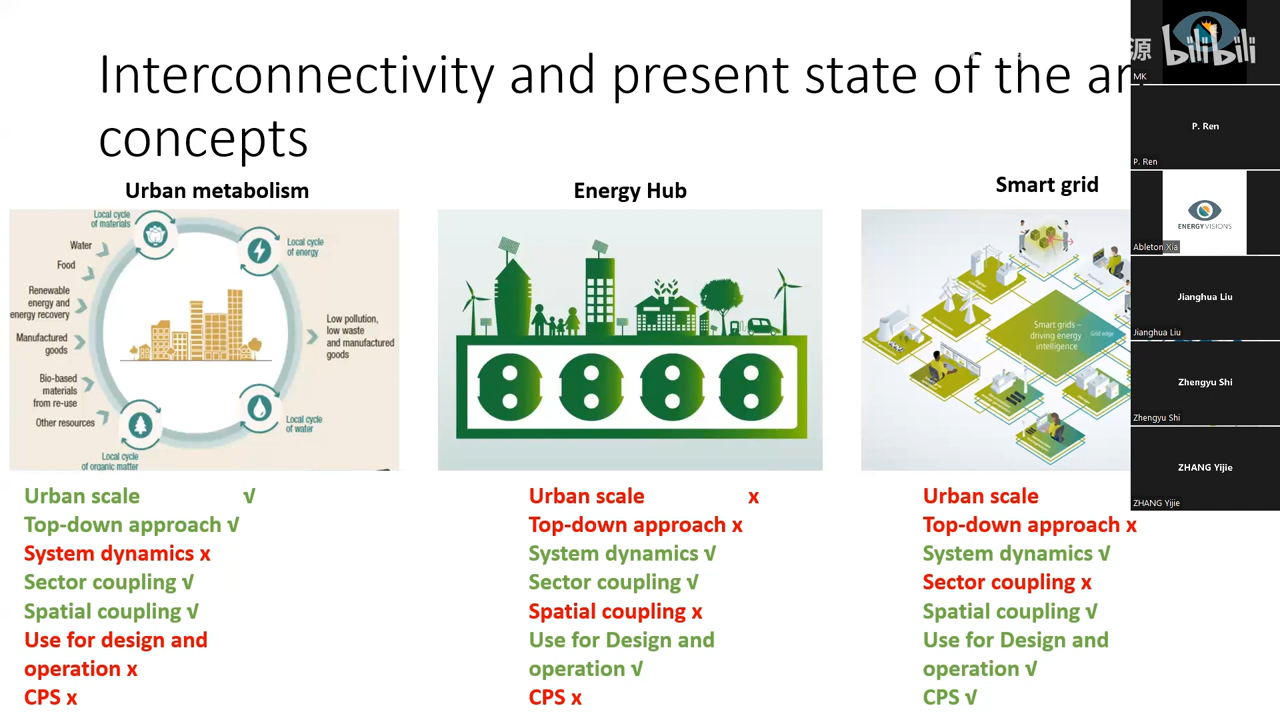 Interconnectivity and present state of the art
concepts
Urban metabolism
Local cycle
of materials
Water
Food
Renewable
energy and
energy recovery
Manufactured
goods
Bio-based
materials
from re-use
Other resources
Local cycle
of organic matter
Local cycle
of energy
Low pollution,
low waste
and manufactured
goods
Local cycle
of water
Urban scale √
Top-down approach √
System dynamics x
Sector coupling √
Spatial coupling √
Use for design and
operation x
CPS x
Energy Hub
Urban scale x
Top-down approach x
System dynamics √
Sector coupling √
Spatial coupling x
Use for Design and
operation √
CPS x
Smart grid
Smart grids –
driving energy
intelligence
Grid edge
Urban scale
Top-down approach x
System dynamics √
Sector coupling x
Spatial coupling √
Use for Design and
operation √
CPS √
源 bilibili
MK
P. Ren
P. Ren
ENERGYVISIONS
Ableton Xia
Jianghua Liu
Jianghua Liu
Zhengyu Shi
Zhengyu Shi
ZHANG Yijie
ZHANG Yijie